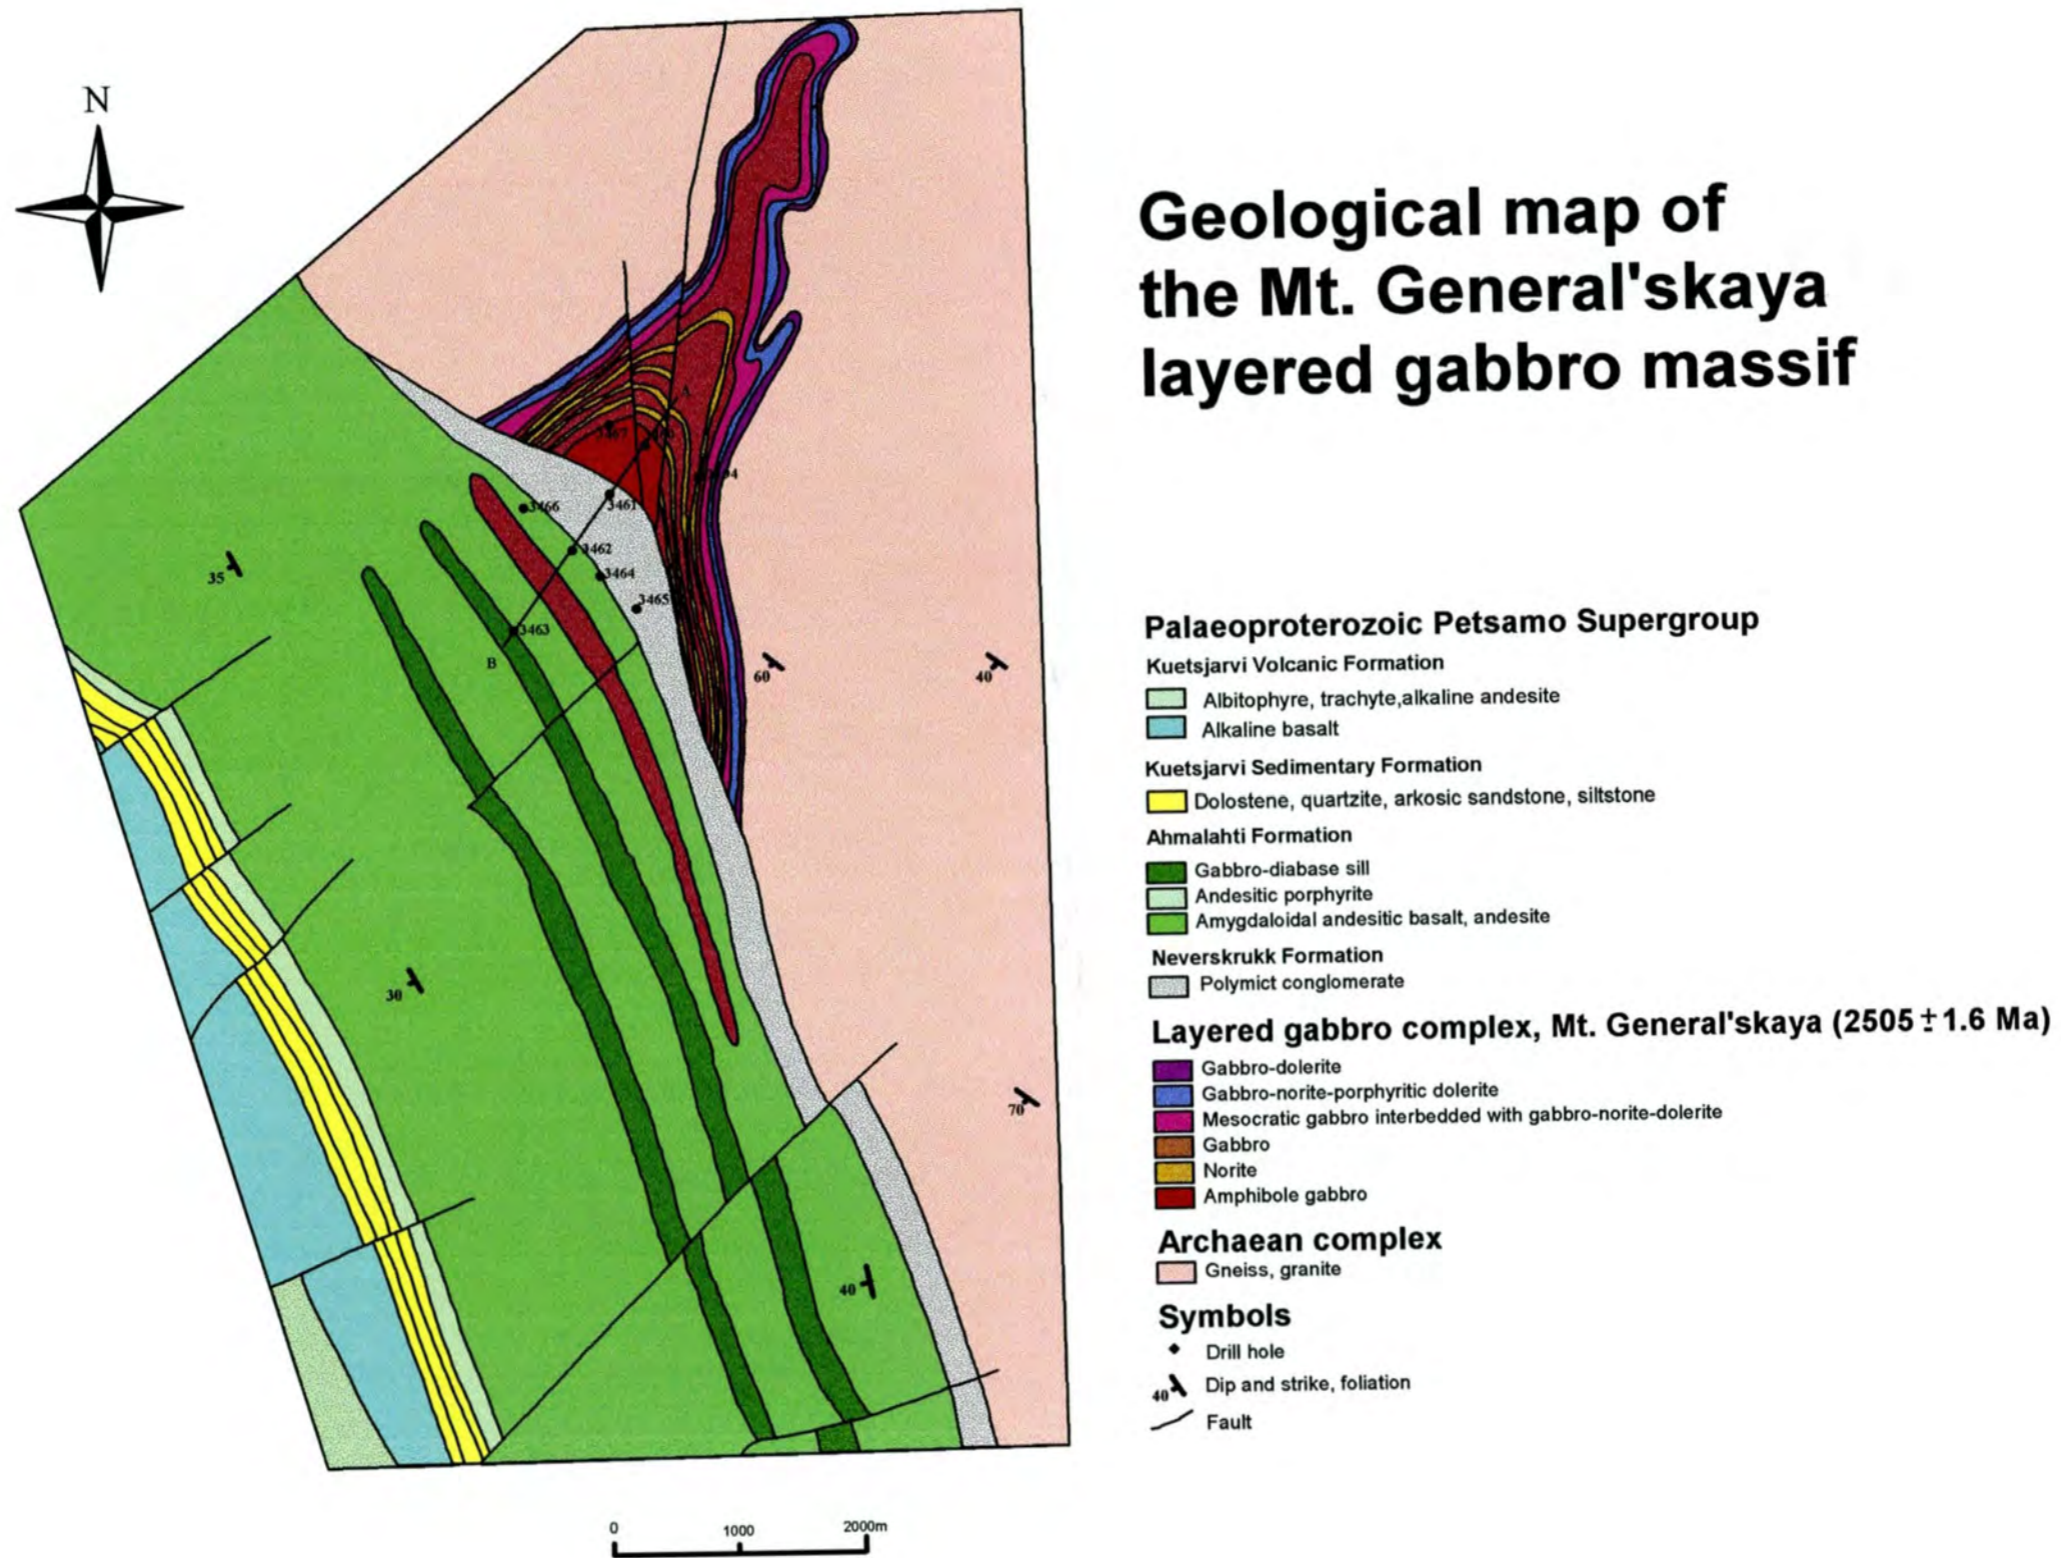 N
Geological map of
the Mt. General'skaya
layered gabbro massif
A
3467
3466
3461
3462
3464
3465
3463
B
35
60
40
30
70
40
Palaeoproterozoic Petsamo Supergroup
Kuetsjarvi Volcanic Formation
Albitophyre, trachyte,alkaline andesite
Alkaline basalt
Kuetsjarvi Sedimentary Formation
Dolostene, quartzite, arkosic sandstone, siltstone
Ahmalahti Formation
Gabbro-diabase sill
Andesitic porphyrite
Amygdaloidal andesitic basalt, andesite
Neverskrukk Formation
Polymict conglomerate
Layered gabbro complex, Mt. General'skaya (2505 ± 1.6 Ma)
Gabbro-dolerite
Gabbro-norite-porphyritic dolerite
Mesocratic gabbro interbedded with gabbro-norite-dolerite
Gabbro
Norite
Amphibole gabbro
Archaean complex
Gneiss, granite
Symbols
Drill hole
40 Dip and strike, foliation
Fault
0 1000 2000m